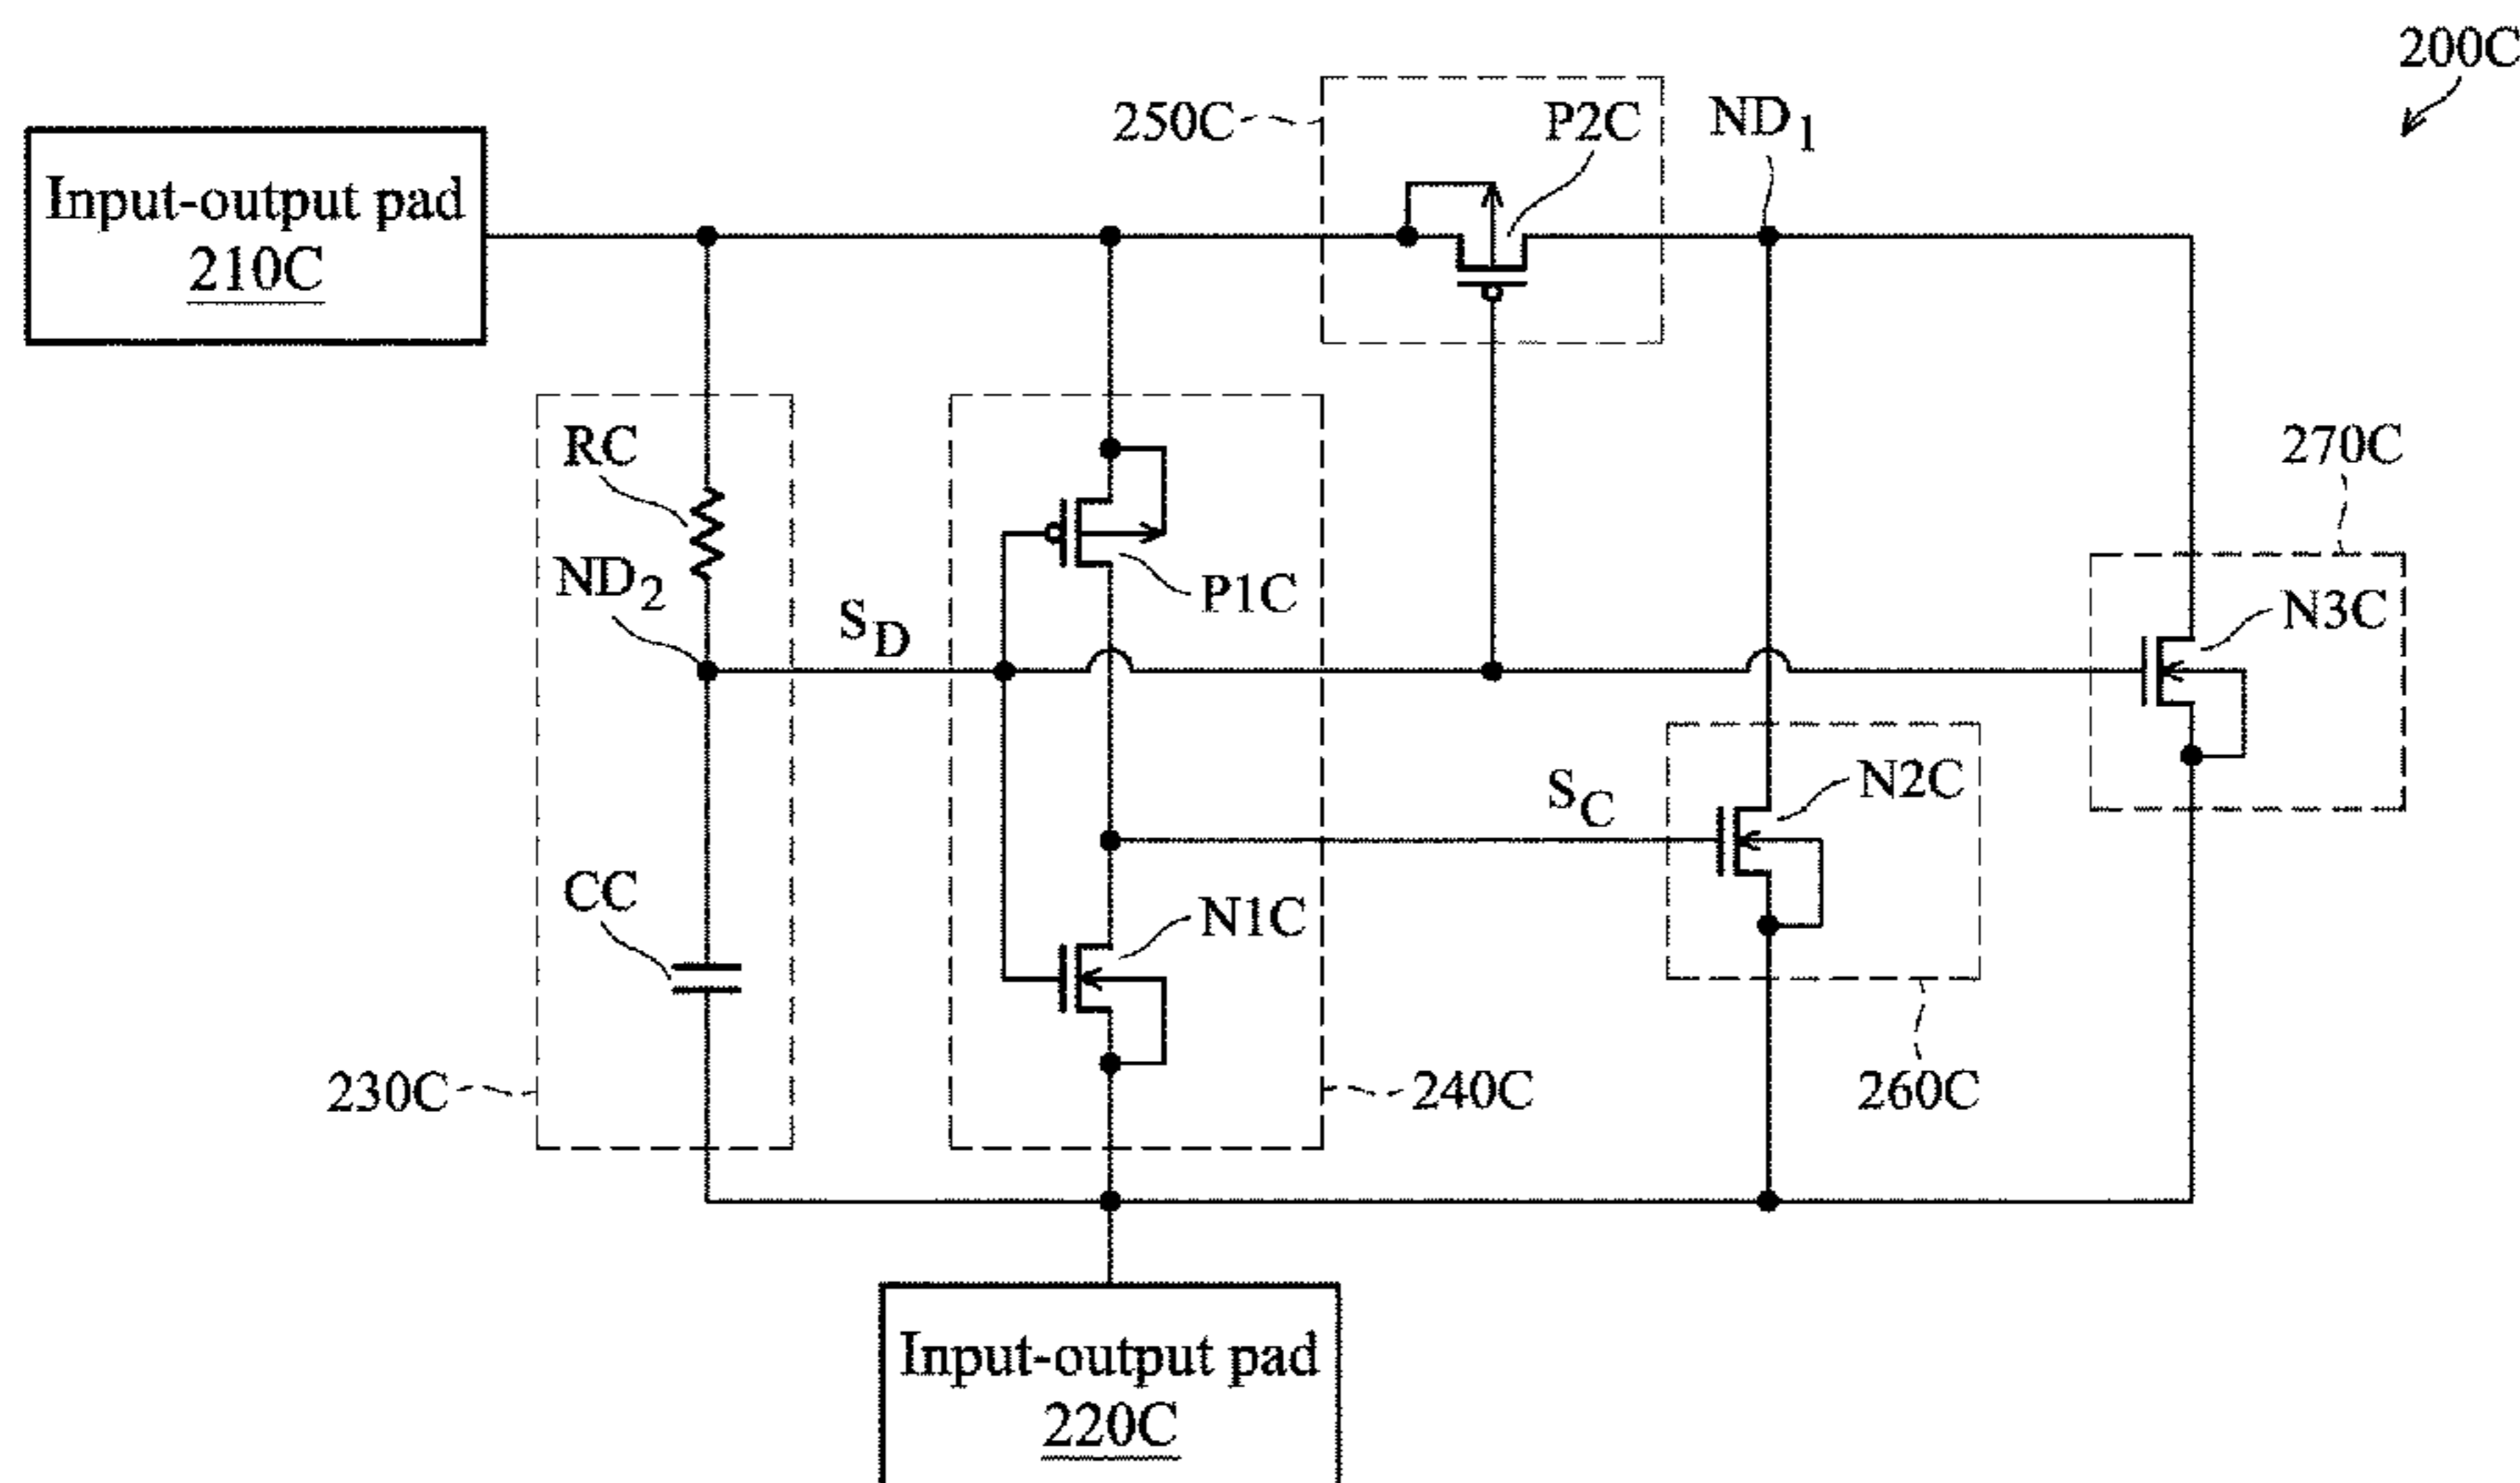 200C
250C
P2C
ND1
Input-output pad
210C
RC
270C
ND2
P1C
SD
N3C
SC
N2C
CC
N1C
230C
240C
260C
Input-output pad
220C